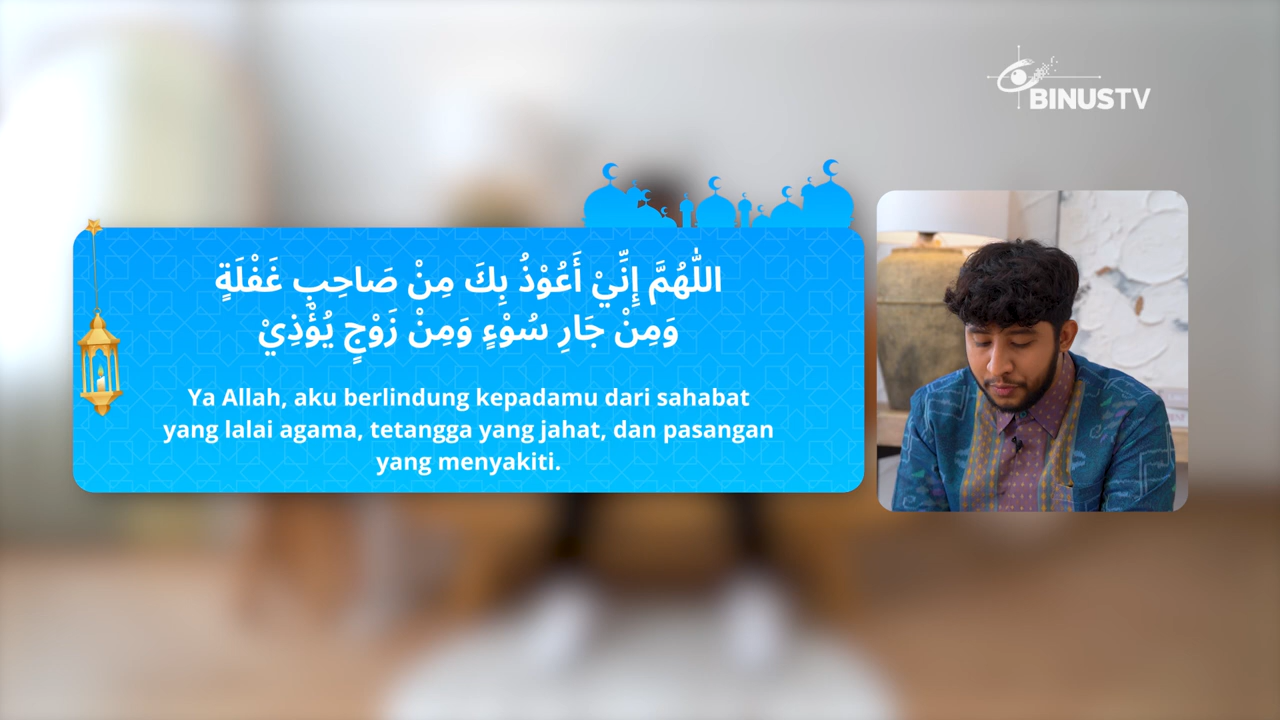 BINUSTV
اللّٰهُمَّ إِنِّيْ أَعُوْذُ بِكَ مِنْ صَاحِبِ غَفْلَةٍ
وَمِنْ جَارِ سُوْءٍ وَمِنْ زَوْجٍ يُؤْذِيْ
Ya Allah, aku berlindung kepadamu dari sahabat
yang lalai agama, tetangga yang jahat, dan pasangan
yang menyakiti.